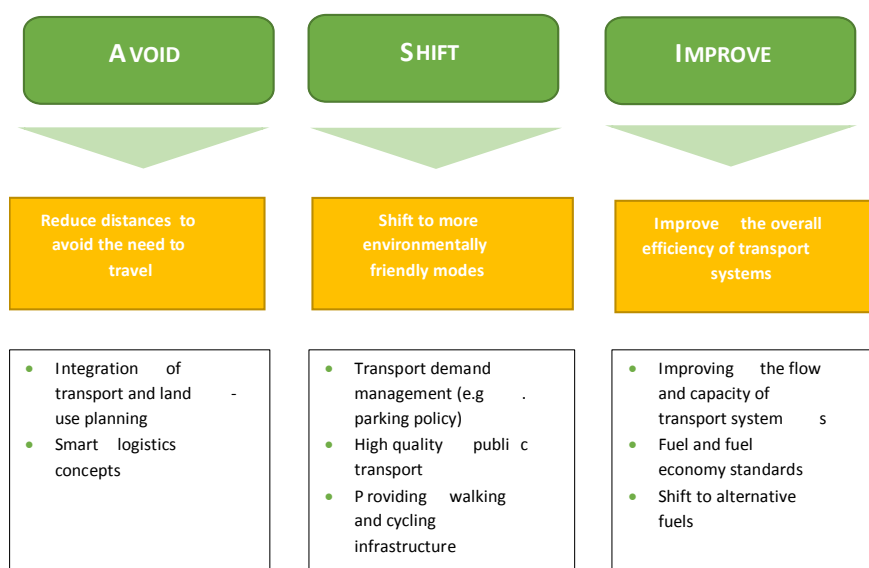 AVOID
SHIFT
IMPROVE
Reduce distances to
avoid the need to
travel
Shift to more
environmentally
friendly modes
Improve the overall
efficiency of transport
systems
• Integration of
transport and land -
use planning
• Smart logistics
concepts
• Transport demand
management (e.g .
parking policy)
• High quality publi c
transport
• P roviding walking
and cycling
infrastructure
• Improving the flow
and capacity of
transport system s
• Fuel and fuel
economy standards
• Shift to alternative
fuels